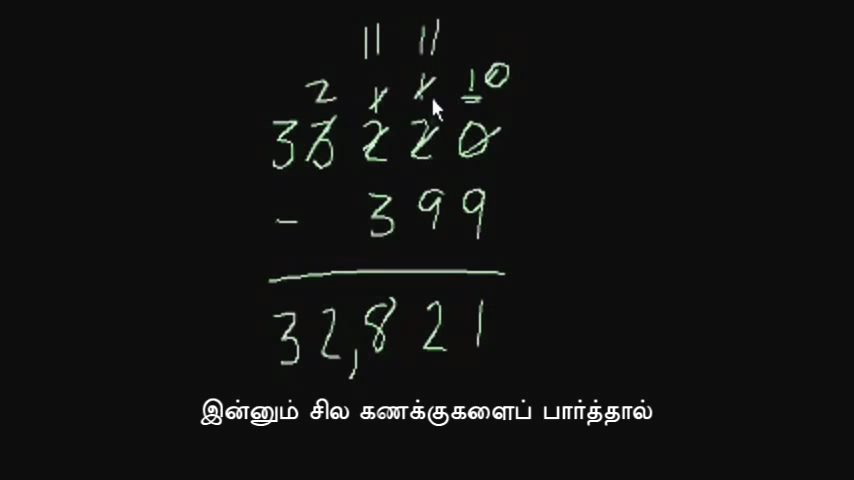 11 11
2 1 1 10
33220
- 399
32,821
இன்னும் சில கணக்குகளைப் பார்த்தால்